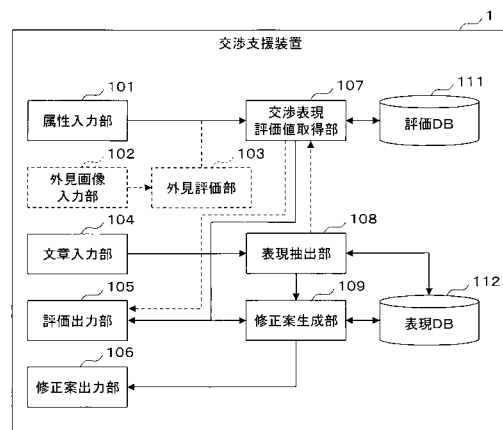 1
交渉支援装置
101
属性入力部
107
交渉表現
評価値取得部
111
評価DB
102
外見画像
入力部
103
外見評価部
104
文章入力部
108
表現抽出部
105
評価出力部
109
修正案生成部
112
表現DB
106
修正案出力部